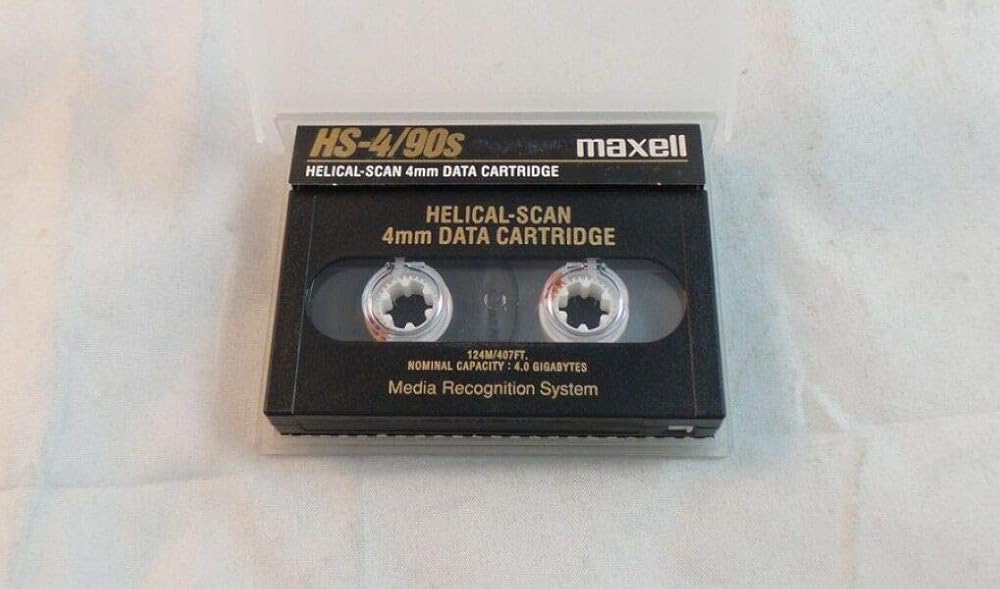 HS-4/90s maxell
HELICAL-SCAN 4mm DATA CARTRIDGE
HELICAL-SCAN
4mm DATA CARTRIDGE
124M/407FT.
NOMINAL CAPACITY : 4.0 GIGABYTES
Media Recognition System